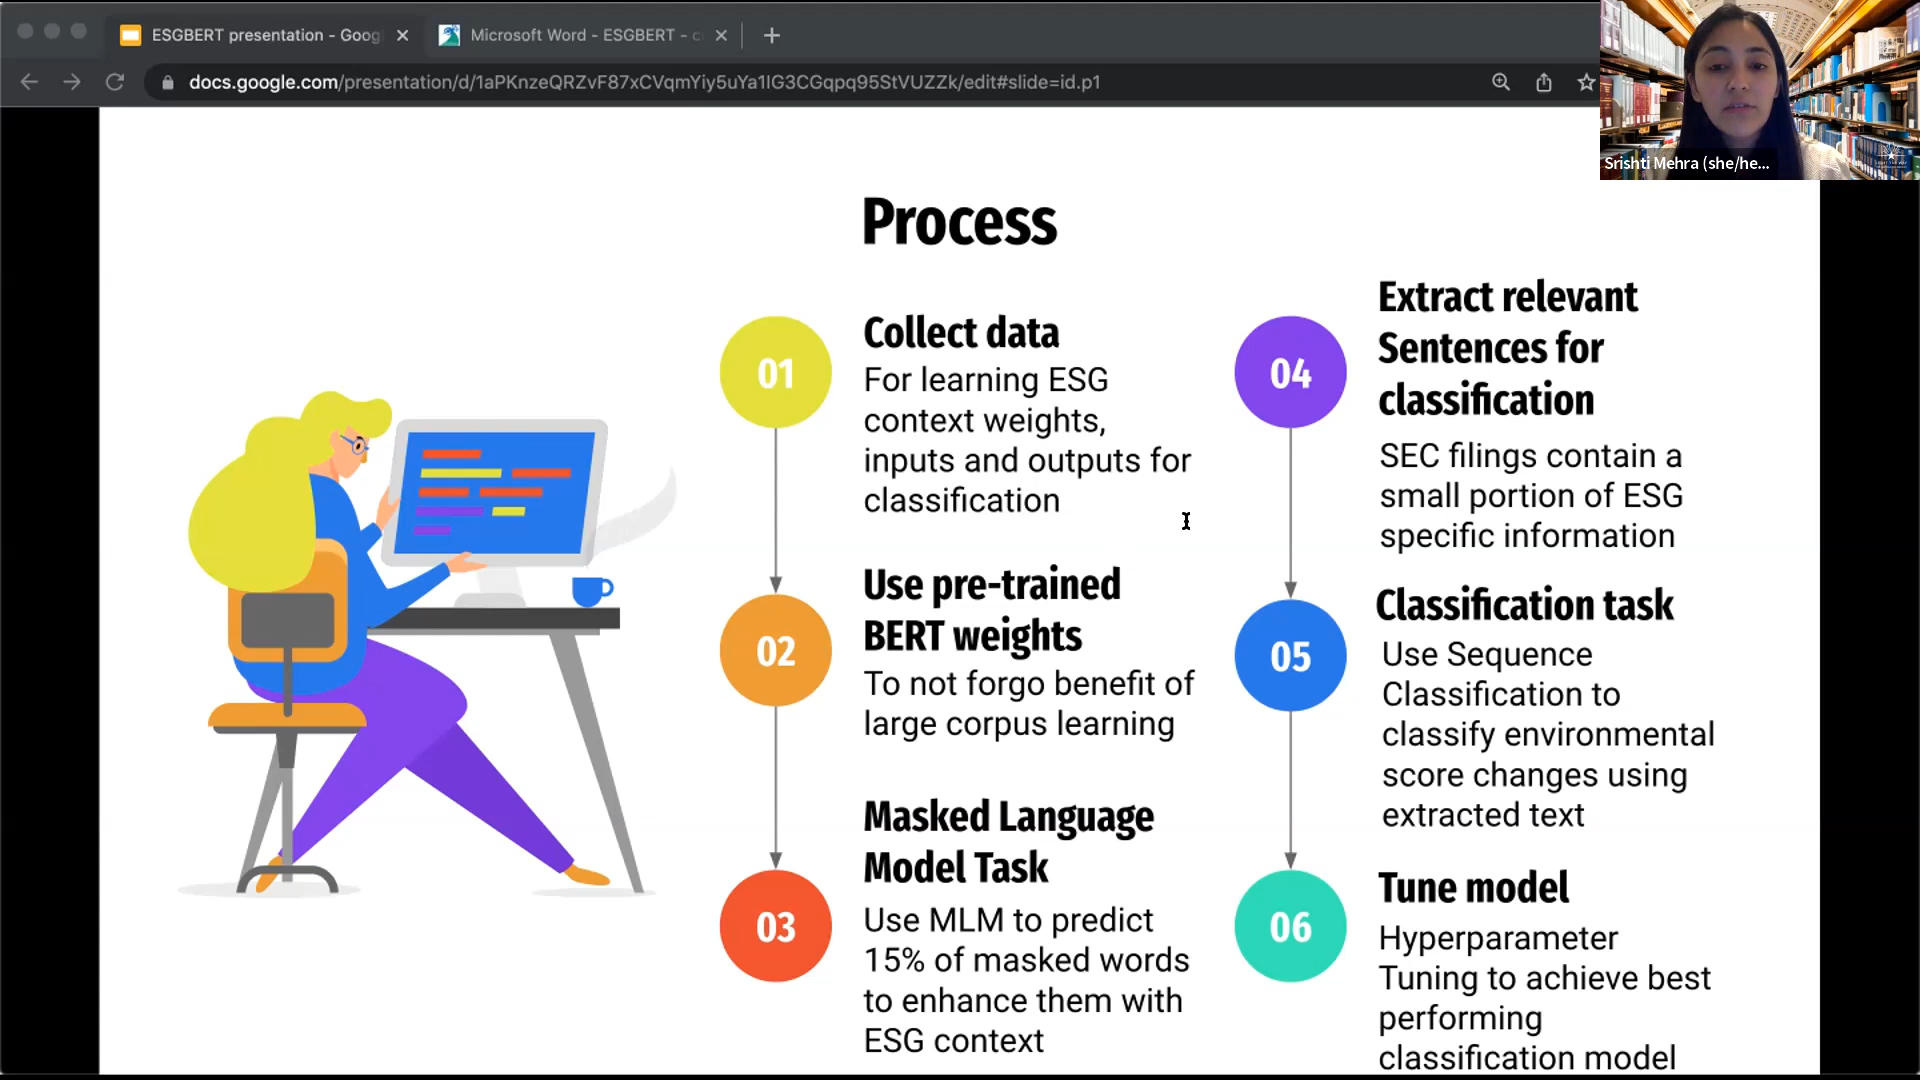 ESGBERT presentation - Goog
Microsoft Word - ESGBERT - c
docs.google.com/presentation/d/1aPKnzeQRZvF87xCVqmYiy5uYa1lG3CGqpq95StVUZZk/edit#slide=id.p1
Srishti Mehra (she/he...
Process
01
Collect data
For learning ESG
context weights,
inputs and outputs for
classification
02
Use pre-trained
BERT weights
To not forgo benefit of
large corpus learning
03
Masked Language
Model Task
Use MLM to predict
15% of masked words
to enhance them with
ESG context
04
Extract relevant
Sentences for
classification
SEC filings contain a
small portion of ESG
specific information
05
Classification task
Use Sequence
Classification to
classify environmental
score changes using
extracted text
06
Tune model
Hyperparameter
Tuning to achieve best
performing
classification model